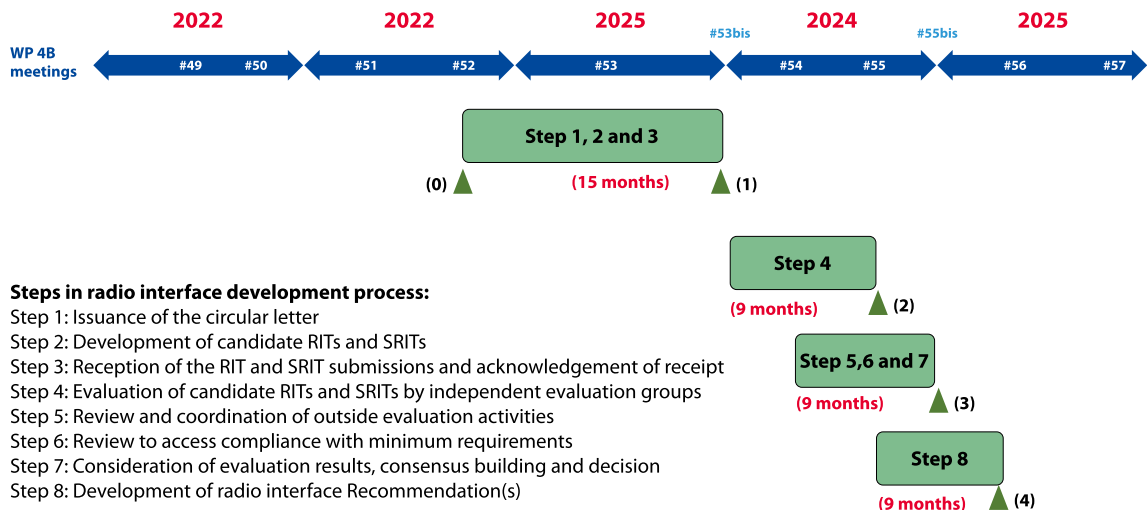 2022 2022 2025 2024 2025
#53bis #55bis
WP 4B
meetings
#49 #50 #51 #52 #53 #54 #55 #56 #57
Step 1, 2 and 3
(0) (15 months) (1)
Step 4
(9 months) (2)
Step 5,6 and 7
(9 months) (3)
Step 8
(9 months) (4)
Steps in radio interface development process:
Step 1: Issuance of the circular letter
Step 2: Development of candidate RITs and SRITs
Step 3: Reception of the RIT and SRIT submissions and acknowledgement of receipt
Step 4: Evaluation of candidate RITs and SRITs by independent evaluation groups
Step 5: Review and coordination of outside evaluation activities
Step 6: Review to access compliance with minimum requirements
Step 7: Consideration of evaluation results, consensus building and decision
Step 8: Development of radio interface Recommendation(s)